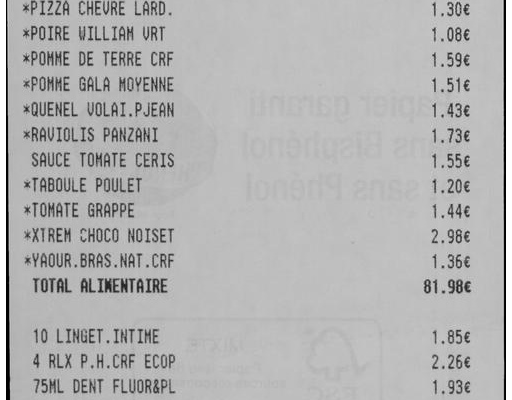 *PIZZA CHEVRE LARD. 1.30€
*POIRE WILLIAM VRT 1.08€
*POMME DE TERRE CRF 1.59€
*POMME GALA MOYENNE 1.51€
*QUENEL VOLAI.PJEAN 1.43€
*RAVIOLIS PANZANI 1.73€
SAUCE TOMATE CERIS 1.55€
*TABOULE POULET 1.20€
*TOMATE GRAPPE 1.44€
*XTREM CHOCO NOISET 2.98€
*YAOUR.BRAS.NAT.CRF 1.36€
TOTAL ALIMENTAIRE 81.98€
10 LINGET.INTIME 1.85€
4 RLX P.H.CRF ECOP 2.26€
75ML DENT FLUOR&PL 1.93€
Papier garanti
sans Bisphénol
et sans Phénol
MIXTE
FSC